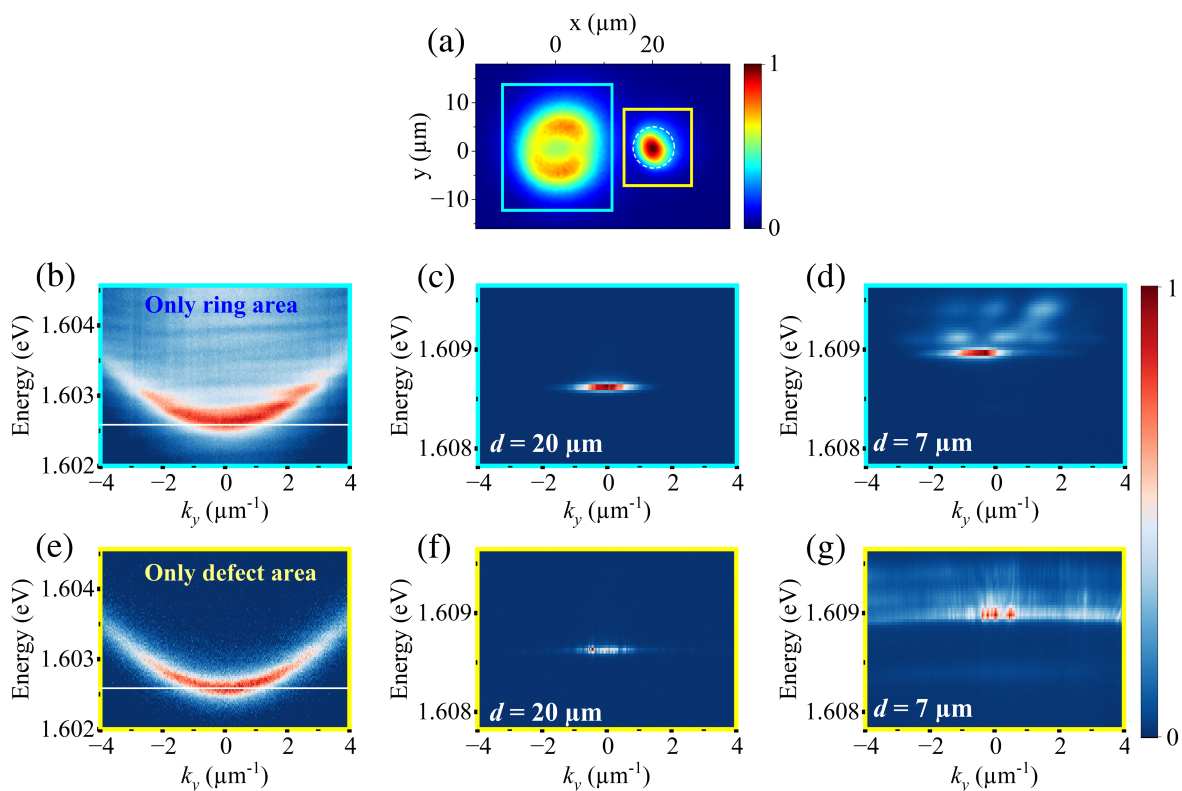 (a)
x (µm)
0 20
y (µm)
10
0
−10
1
0
(b)
Only ring area
Energy (eV)
1.604
1.603
1.602
−4 −2 0 2 4
k_y (µm⁻¹)
(c)
Energy (eV)
1.609
1.608
d = 20 µm
−4 −2 0 2 4
k_y (µm⁻¹)
(d)
Energy (eV)
1.609
1.608
d = 7 µm
−4 −2 0 2 4
k_y (µm⁻¹)
1
0
(e)
Only defect area
Energy (eV)
1.604
1.603
1.602
−4 −2 0 2 4
k_y (µm⁻¹)
(f)
Energy (eV)
1.609
1.608
d = 20 µm
−4 −2 0 2 4
k_y (µm⁻¹)
(g)
Energy (eV)
1.609
1.608
d = 7 µm
−4 −2 0 2 4
k_y (µm⁻¹)